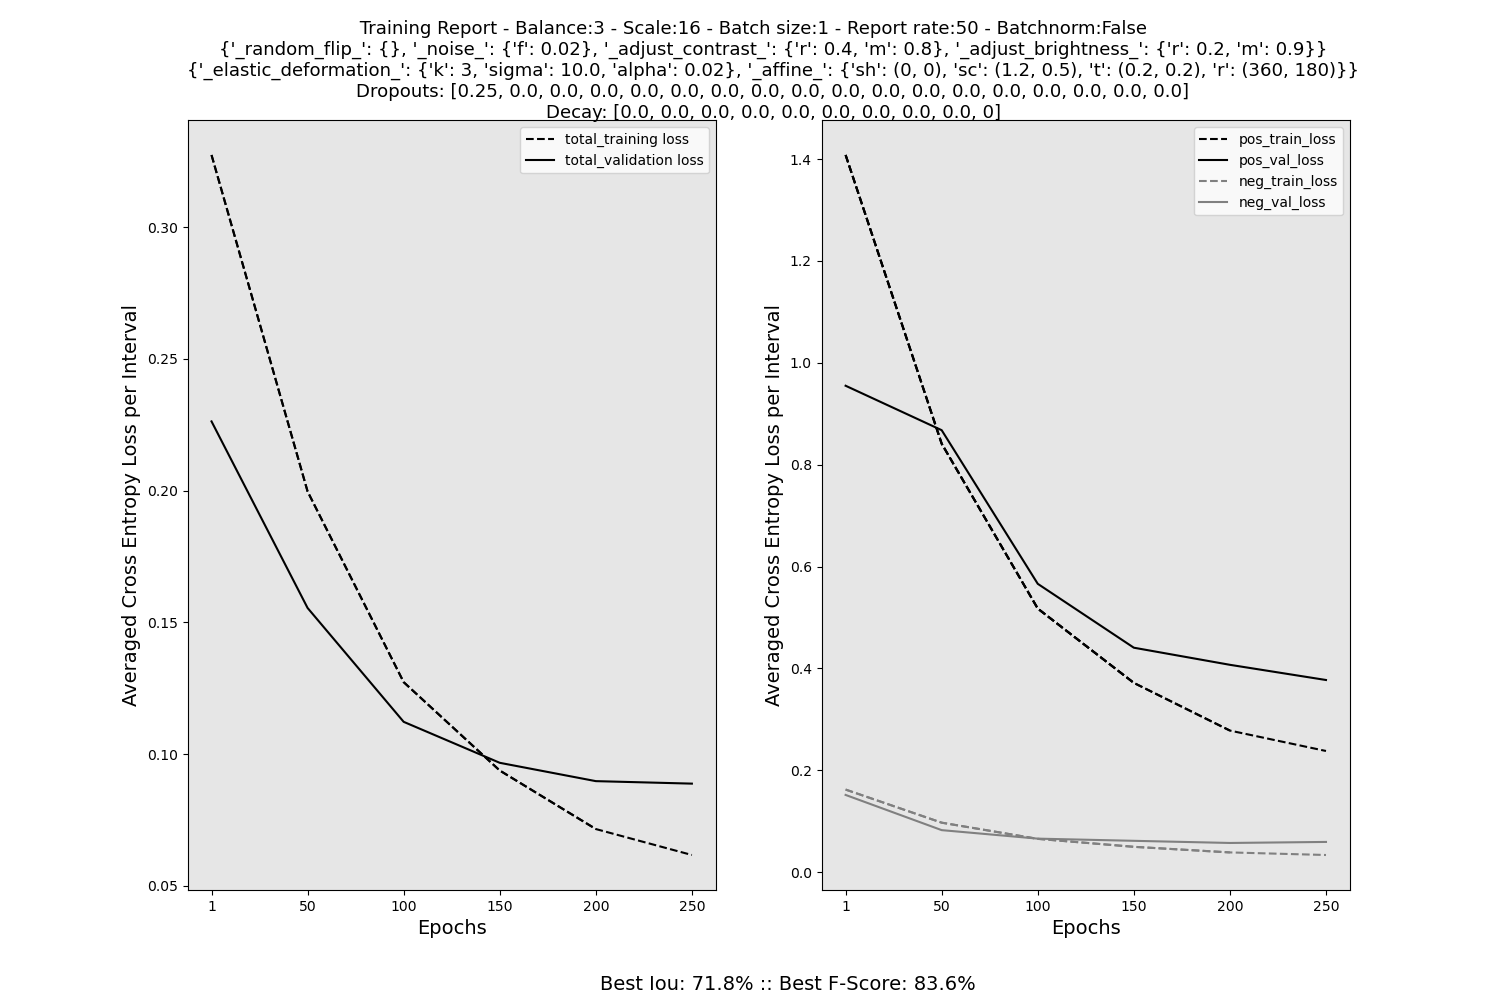 Training Report - Balance:3 - Scale:16 - Batch size:1 - Report rate:50 - Batchnorm:False
{'_random_flip_': {}, '_noise_': {'f': 0.02}, '_adjust_contrast_': {'r': 0.4, 'm': 0.8}, '_adjust_brightness_': {'r': 0.2, 'm': 0.9}}
{'_elastic_deformation_': {'k': 3, 'sigma': 10.0, 'alpha': 0.02}, '_affine_': {'sh': (0, 0), 'sc': (1.2, 0.5), 't': (0.2, 0.2), 'r': (360, 180)}}
Dropouts: [0.25, 0.0, 0.0, 0.0, 0.0, 0.0, 0.0, 0.0, 0.0, 0.0, 0.0, 0.0, 0.0, 0.0, 0.0, 0.0, 0.0, 0.0]
Decay: [0.0, 0.0, 0.0, 0.0, 0.0, 0.0, 0.0, 0.0, 0.0, 0]
total_training loss
total_validation loss
Averaged Cross Entropy Loss per Interval
0.30
0.25
0.20
0.15
0.10
0.05
1 50 100 150 200 250
Epochs
pos_train_loss
pos_val_loss
neg_train_loss
neg_val_loss
Averaged Cross Entropy Loss per Interval
1.4
1.2
1.0
0.8
0.6
0.4
0.2
0.0
1 50 100 150 200 250
Epochs
Best Iou: 71.8% :: Best F-Score: 83.6%